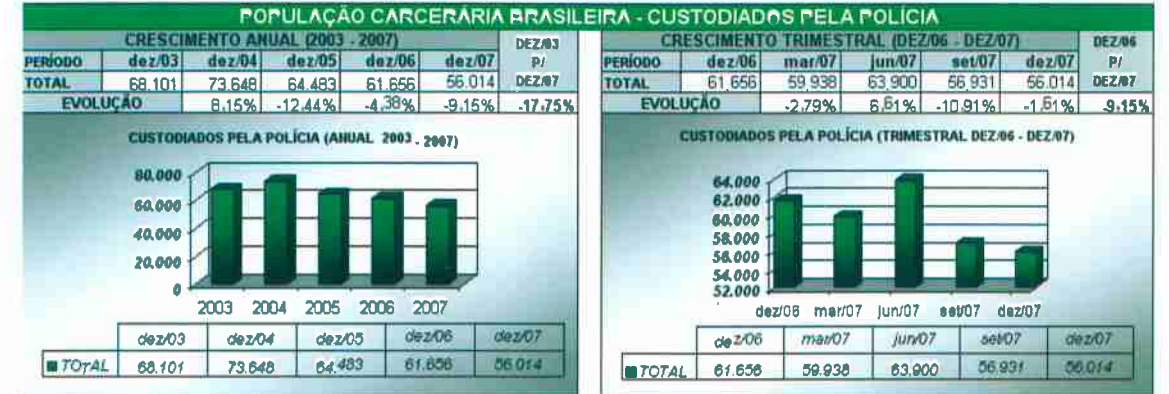 POPULAÇÃO CARCERÁRIA BRASILEIRA - CUSTODIADOS PELA POLÍCIA
CRESCIMENTO ANUAL (2003 - 2007) DEZ/03
PERÍODO dez/03 dez/04 dez/05 dez/06 dez/07 P/
TOTAL 68.101 73.648 64.483 61.656 56.014 DEZ/07
EVOLUÇÃO 8,15% -12,44% -4,38% -9,15% -17,75%
CUSTODIADOS PELA POLÍCIA (ANUAL 2003 - 2007)
80.000
60.000
40.000
20.000
0
2003 2004 2005 2006 2007
dez/03 dez/04 dez/05 dez/06 dez/07
TOTAL 68.101 73.648 64.483 61.656 56.014
CRESCIMENTO TRIMESTRAL (DEZ/06 - DEZ/07) DEZ/06
PERÍODO dez/06 mar/07 jun/07 set/07 dez/07 P/
TOTAL 61.656 59.938 63.900 56.931 56.014 DEZ/07
EVOLUÇÃO -2,79% 6,61% -10,91% -1,61% -9,15%
CUSTODIADOS PELA POLÍCIA (TRIMESTRAL DEZ/06 - DEZ/07)
64.000
62.000
60.000
58.000
56.000
54.000
52.000
dez/06 mar/07 jun/07 set/07 dez/07
dez/06 mar/07 jun/07 set/07 dez/07
TOTAL 61.656 59.938 63.900 56.931 56.014